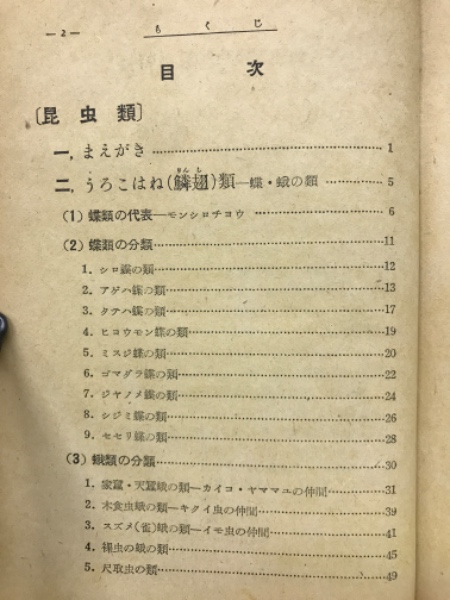 — 2 —
もくじ
目次
〔昆虫類〕
一, まえがき……1
二, うろこはね(鱗翅)類—蝶・蛾の類……5
(1) 蝶類の代表—モンシロチョウ……6
(2) 蝶類の分類……11
1. シロ蝶の類……12
2. アゲハ蝶の類……13
3. タテハ蝶の類……17
4. ヒヨウモン蝶の類……19
5. ミスジ蝶の類……20
6. ゴマダラ蝶の類……22
7. ジヤノメ蝶の類……24
8. シジミ蝶の類……26
9. セセリ蝶の類……28
(3) 蛾類の分類……30
1. 家蚕・天蚕蛾の類—カイコ・ヤママユの仲間……31
2. 木食虫蛾の類—キクイ虫の仲間……39
3. スズメ(雀)蛾の類—イモ虫の仲間……41
4. 裸虫の蛾の類……45
5. 尺取虫の類……49